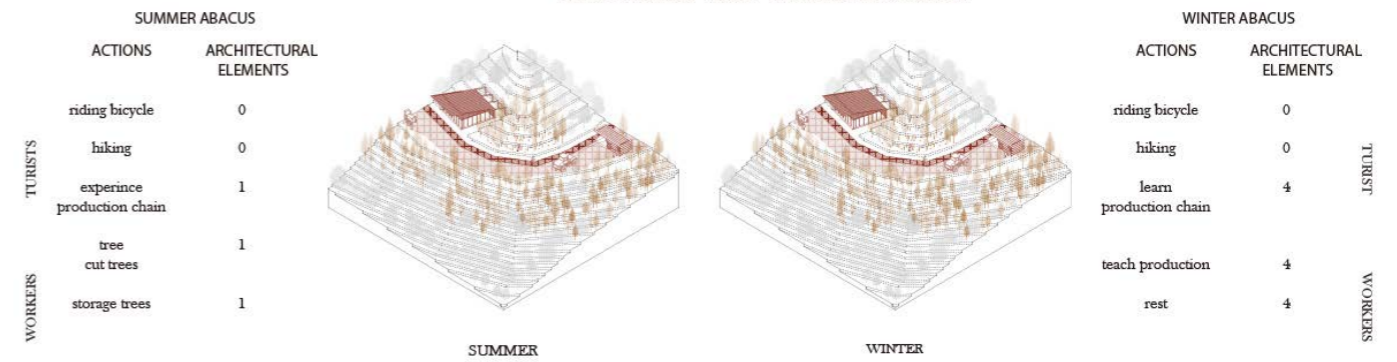 SUMMER ABACUS
ACTIONS ARCHITECTURAL
ELEMENTS
TURISTS
riding bicycle 0
hiking 0
experince 1
production chain
WORKERS
tree 1
cut trees
storage trees 1
SUMMER
WINTER
WINTER ABACUS
ACTIONS ARCHITECTURAL
ELEMENTS
riding bicycle 0
hiking 0
learn 4
production chain
TURIST
teach production 4
rest 4
WORKERS